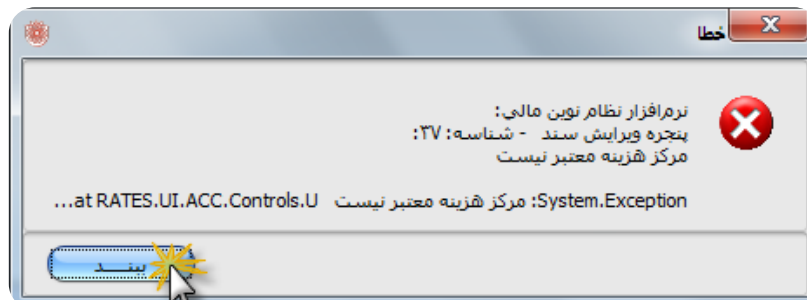 خطا
نرم‌افزار نظام نوین مالی:
پنجره ویرایش سند - شناسه: ۳۷:
مرکز هزینه معتبر نیست
System.Exception: مرکز هزینه معتبر نیست at RATES.UI.ACC.Controls.U...
ببنـــد